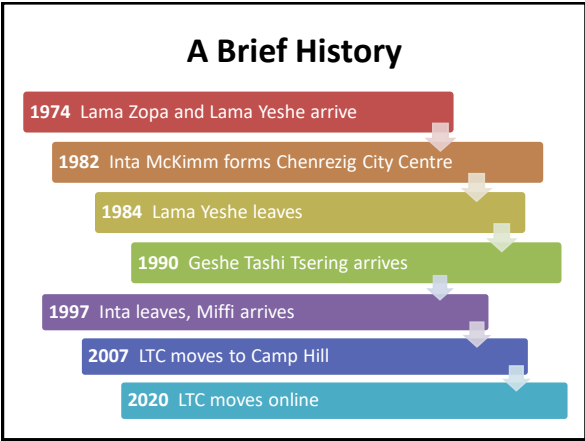 A Brief History
1974 Lama Zopa and Lama Yeshe arrive
1982 Inta McKimm forms Chenrezig City Centre
1984 Lama Yeshe leaves
1990 Geshe Tashi Tsering arrives
1997 Inta leaves, Miffi arrives
2007 LTC moves to Camp Hill
2020 LTC moves online